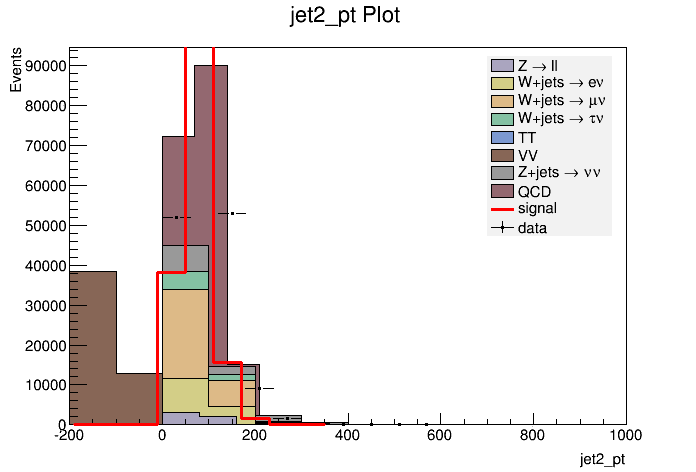 jet2_pt Plot
Events
90000
80000
70000
60000
50000
40000
30000
20000
10000
0
-200 0 200 400 600 800 1000
jet2_pt
Z → ll
W+jets → eν
W+jets → μν
W+jets → τν
TT
VV
Z+jets → νν
QCD
signal
data